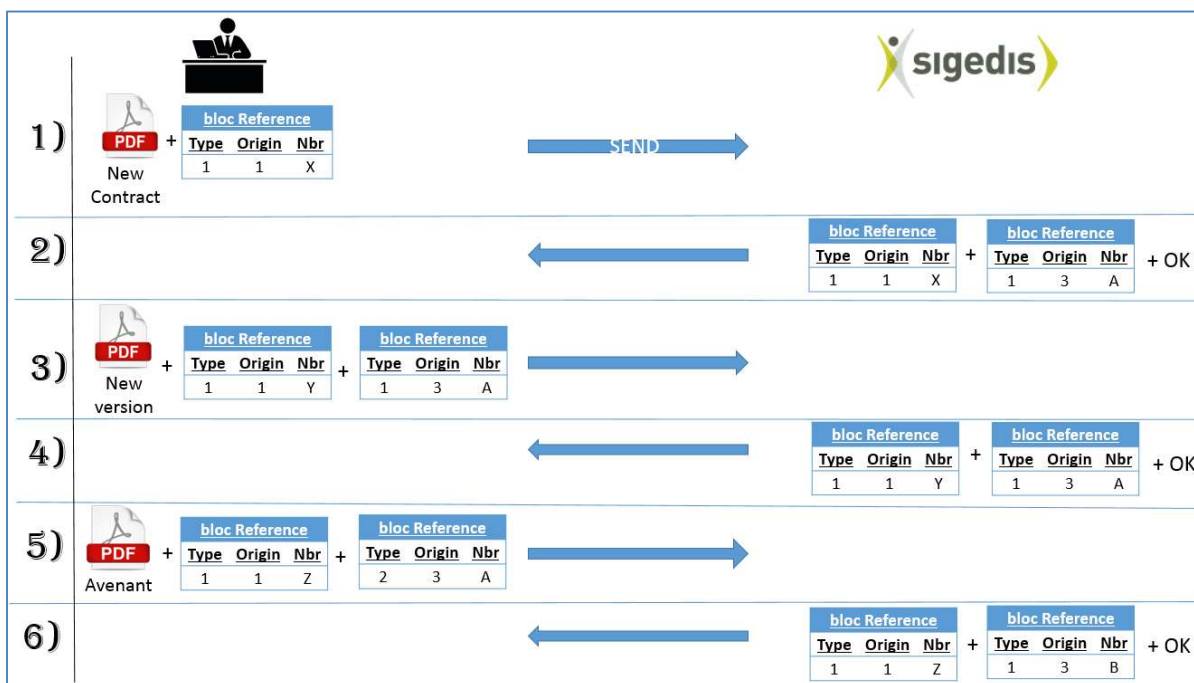 sigedis
1)
PDF
New
Contract
+
bloc Reference
Type Origin Nbr
1 1 X
SEND
2)
bloc Reference
Type Origin Nbr
1 1 X
+
bloc Reference
Type Origin Nbr
1 3 A
+ OK
3)
PDF
New
version
+
bloc Reference
Type Origin Nbr
1 1 Y
+
bloc Reference
Type Origin Nbr
1 3 A
4)
bloc Reference
Type Origin Nbr
1 1 Y
+
bloc Reference
Type Origin Nbr
1 3 A
+ OK
5)
PDF
Avenant
+
bloc Reference
Type Origin Nbr
1 1 Z
+
bloc Reference
Type Origin Nbr
2 3 A
6)
bloc Reference
Type Origin Nbr
1 1 Z
+
bloc Reference
Type Origin Nbr
1 3 B
+ OK